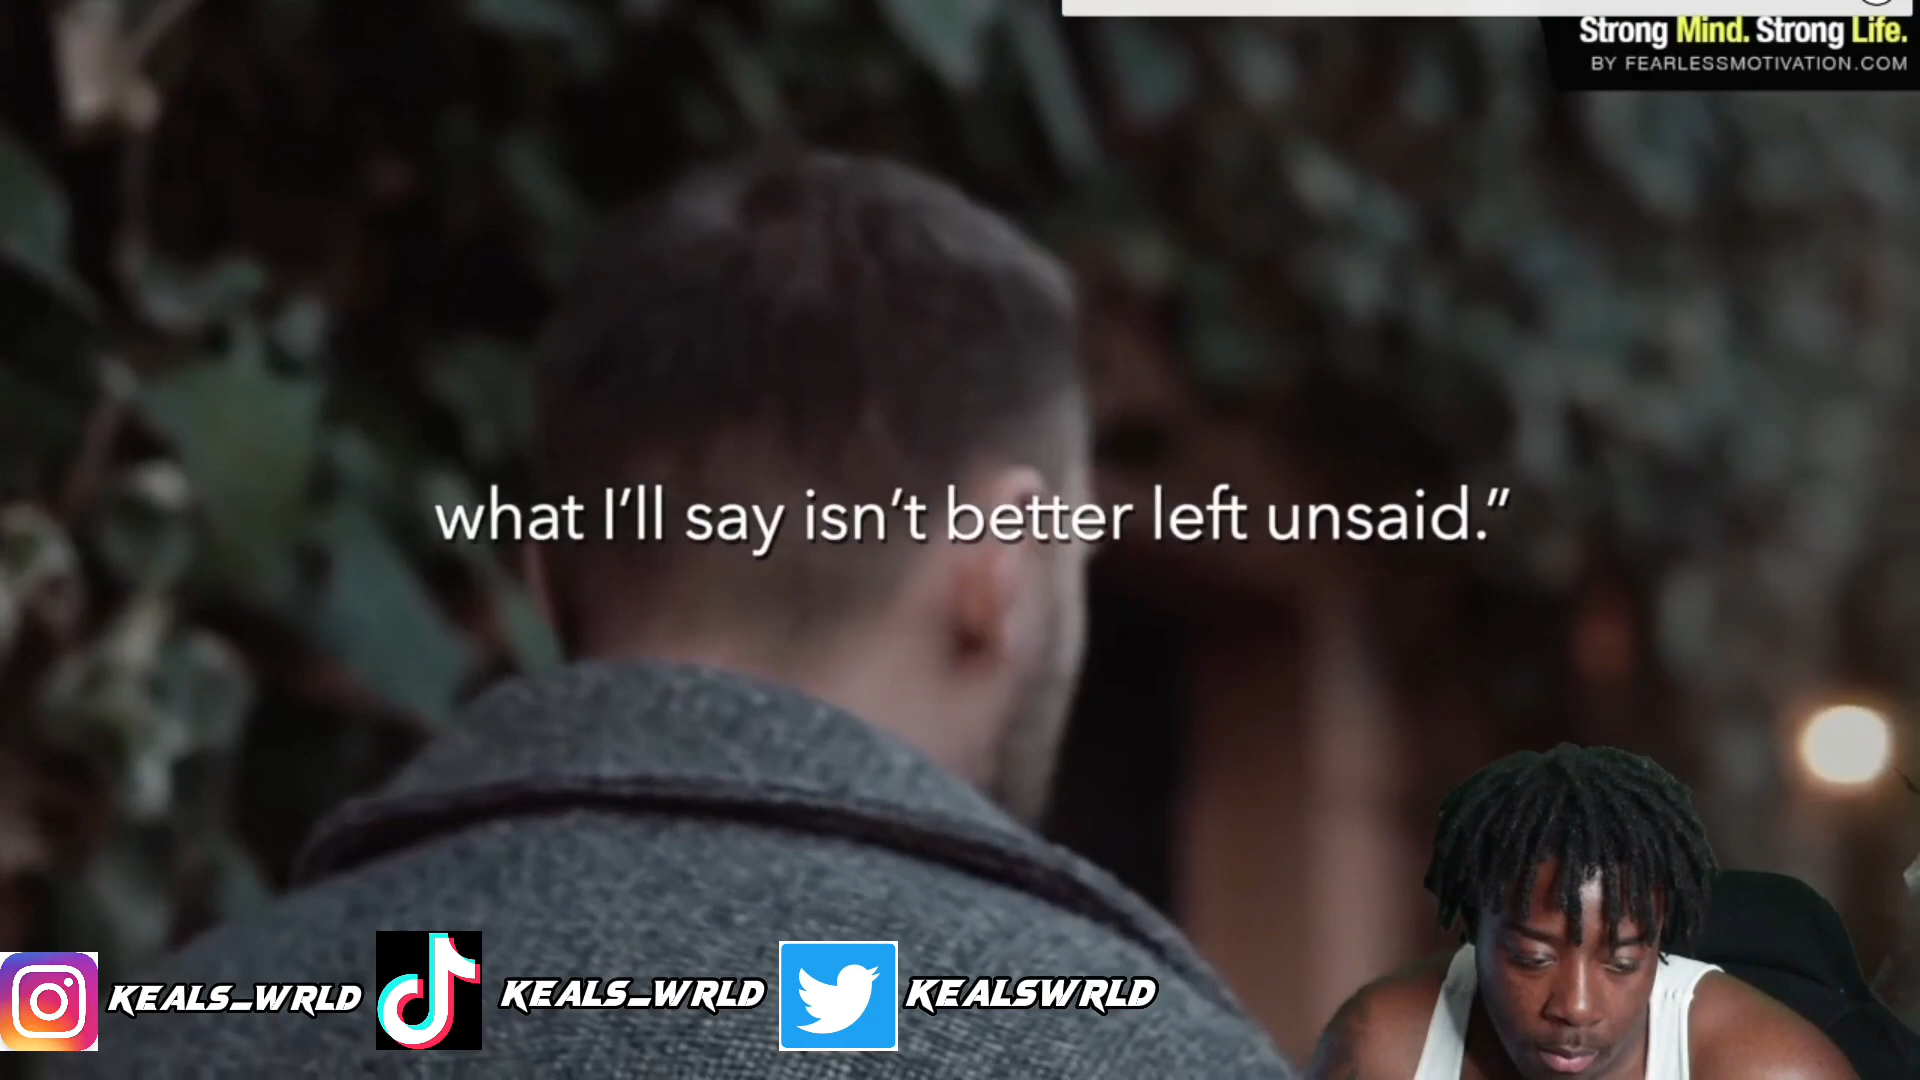 Strong Mind. Strong Life.
BY FEARLESSMOTIVATION.COM
what I’ll say isn’t better left unsaid.”
KEALS_WRLD
KEALS_WRLD
KEALSWRLD